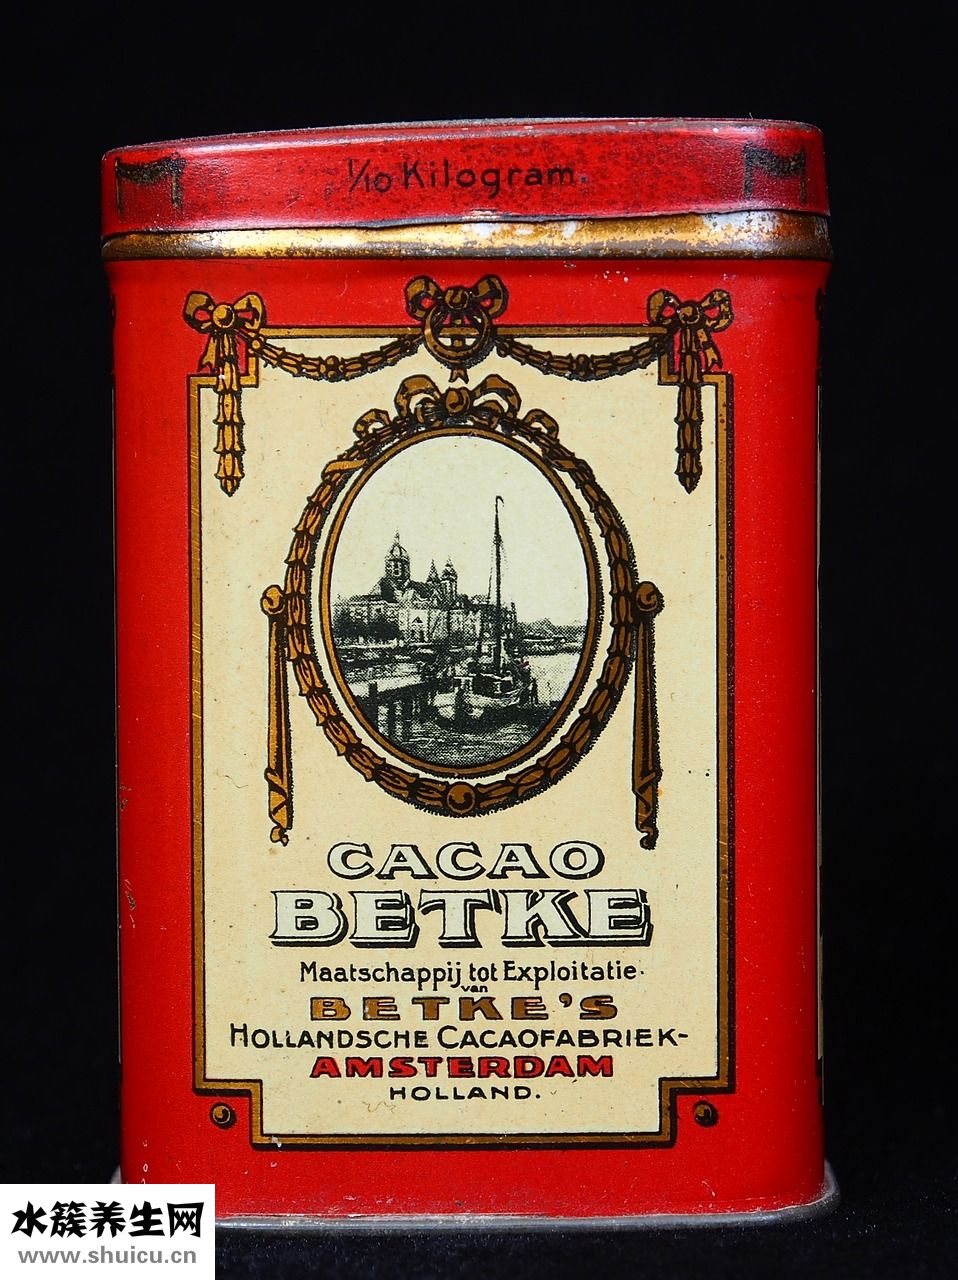 1/10 Kilogram.
CACAO
BETKE
Maatschappij tot Exploitatie
van
BETKE'S
HOLLANDSCHE CACAOFABRIEK-
AMSTERDAM
HOLLAND.
水簇养生网
www.shuicu.cn